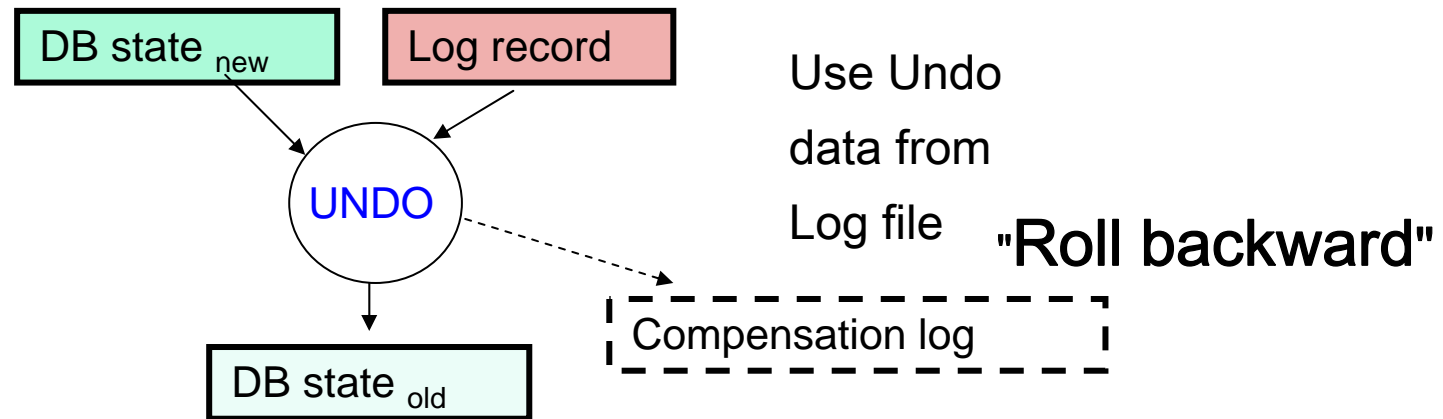 DB state new
Log record
Use Undo
data from
Log file
"Roll backward"
UNDO
Compensation log
DB state old